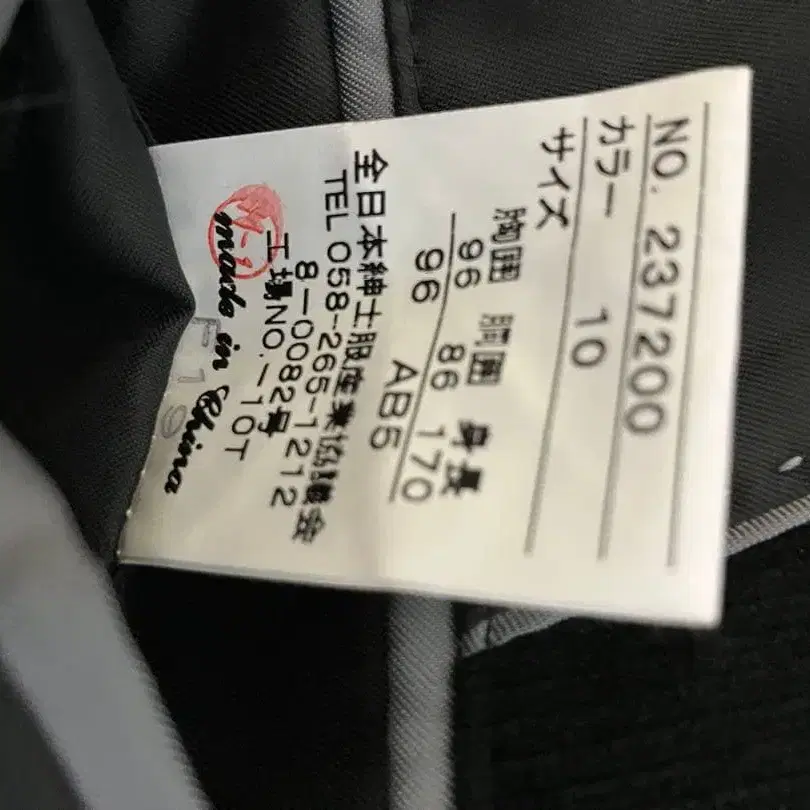 NO. 237200
カラー 10
サイズ
胸囲 胴囲 身長
96 86 170
96 AB5
全日本紳士服産業協議会
TEL 058-265-1212
8-0082号
工場NO.-10T
made in China
F19